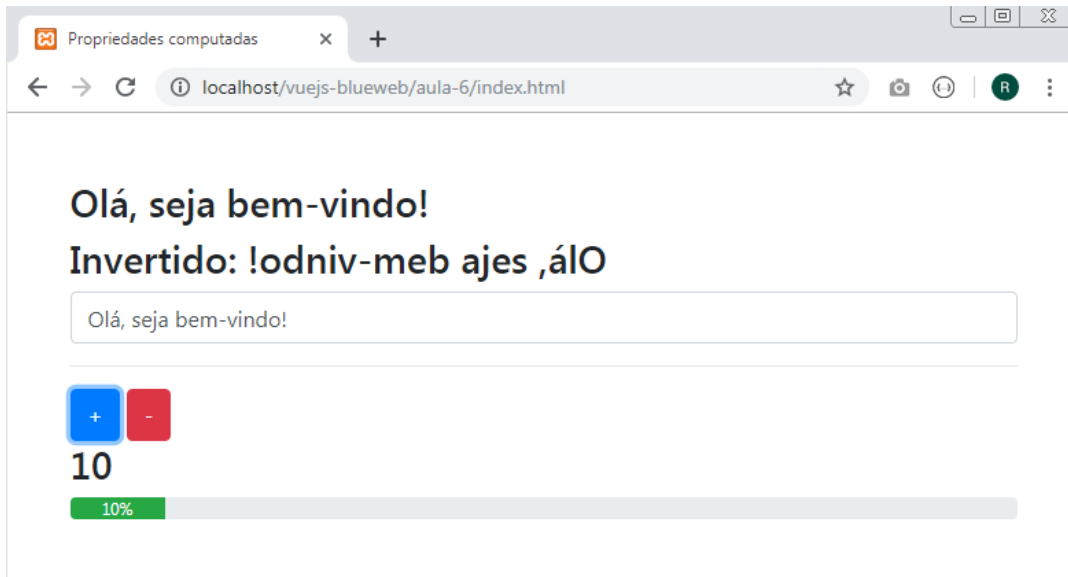 Propriedades computadas
localhost/vuejs-blueweb/aula-6/index.html
R
Olá, seja bem-vindo!
Invertido: !odniv-meb ajes ,álO
Olá, seja bem-vindo!
+ -
10
10%